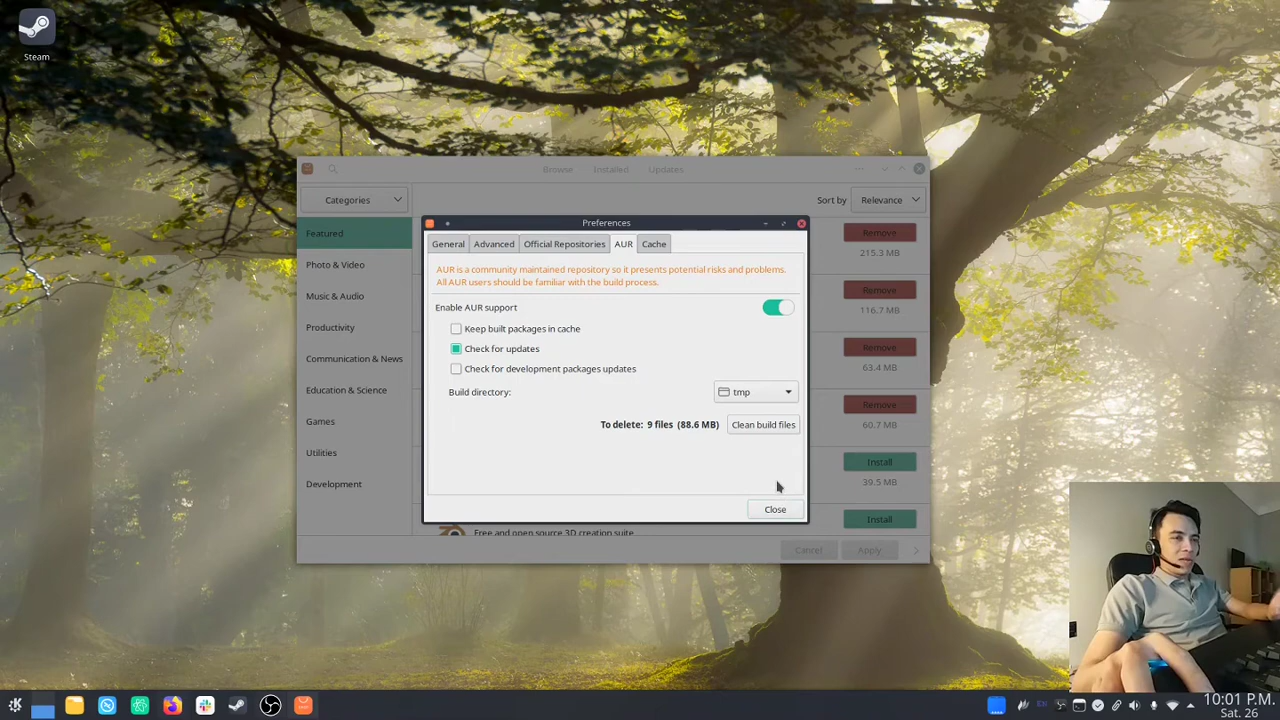 Steam
Browse Installed Updates
Categories
Sort by Relevance
Featured
Photo & Video
Music & Audio
Productivity
Communication & News
Education & Science
Games
Utilities
Development
Preferences
General Advanced Official Repositories AUR Cache
AUR is a community maintained repository so it presents potential risks and problems.
All AUR users should be familiar with the build process.
Enable AUR support
Keep built packages in cache
Check for updates
Check for development packages updates
Build directory: tmp
To delete: 9 files (88.6 MB) Clean build files
Close
Remove
215.3 MB
Remove
116.7 MB
Remove
63.4 MB
Remove
60.7 MB
Install
39.5 MB
Install
Free and open source 3D creation suite
Cancel Apply
EN
10:01 P.M.
Sat. 26